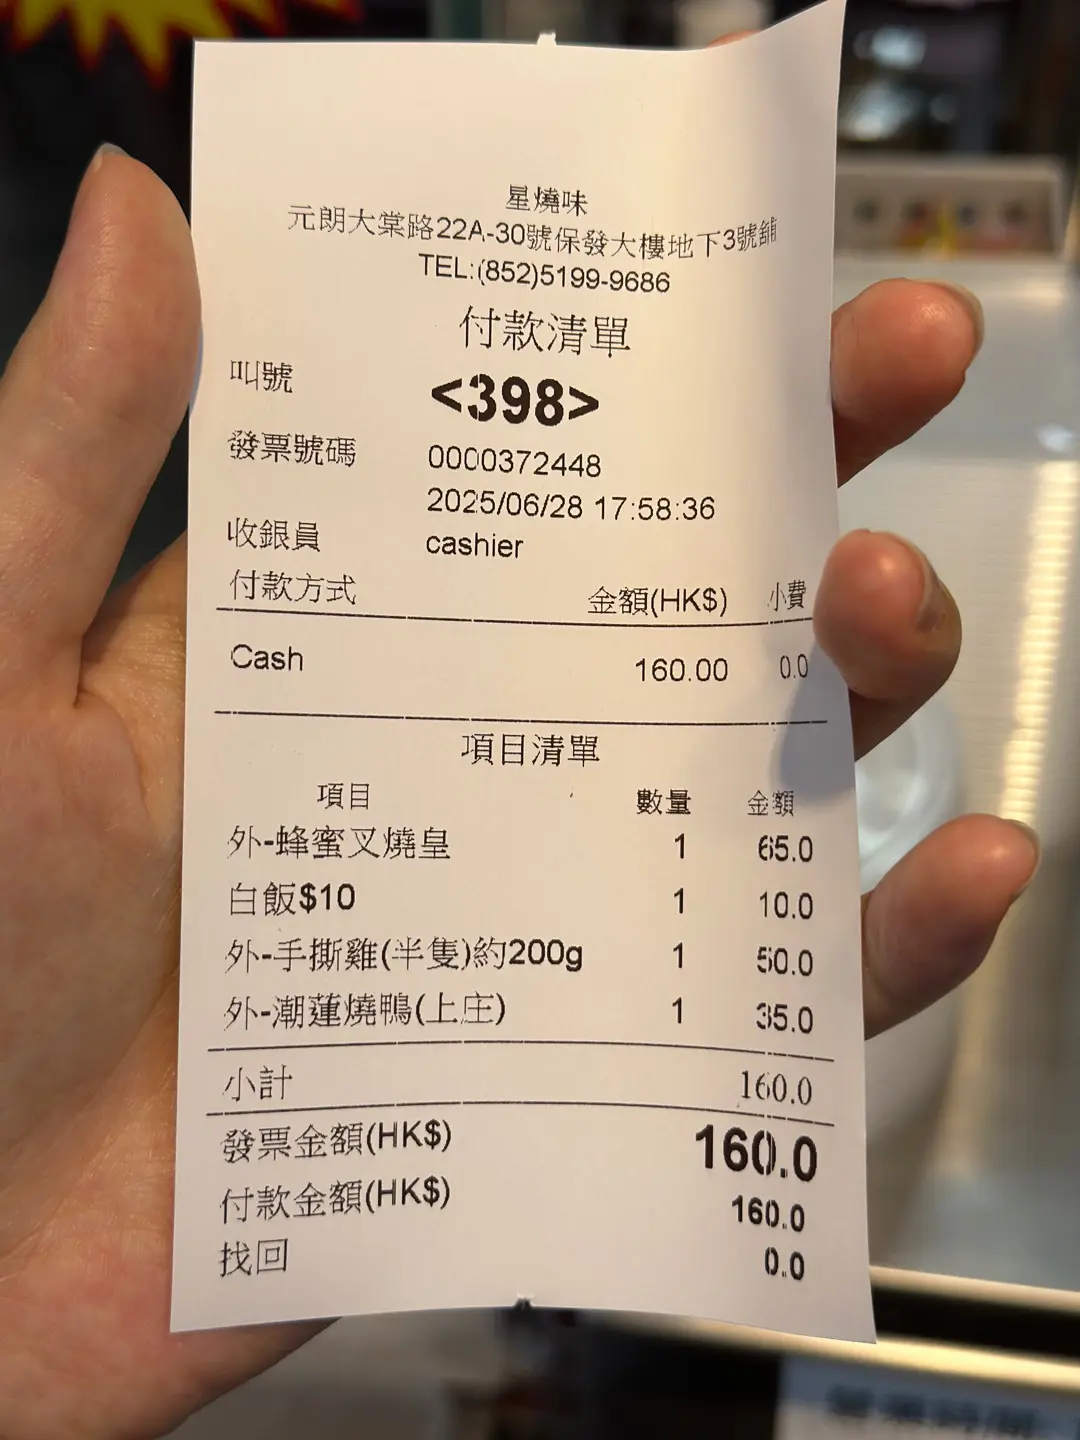 星燒味
元朗大棠路22A-30號保發大樓地下3號舖
TEL:(852)5199-9686
付款清單
叫號 <398>
發票號碼 0000372448
2025/06/28 17:58:36
收銀員 cashier
付款方式 金額(HK$) 小費
Cash 160.00 0.0
項目清單
項目 數量 金額
外-蜂蜜叉燒皇 1 65.0
白飯$10 1 10.0
外-手撕雞(半隻)約200g 1 50.0
外-潮蓮燒鴨(上庄) 1 35.0
小計 160.0
發票金額(HK$) 160.0
付款金額(HK$) 160.0
找回 0.0